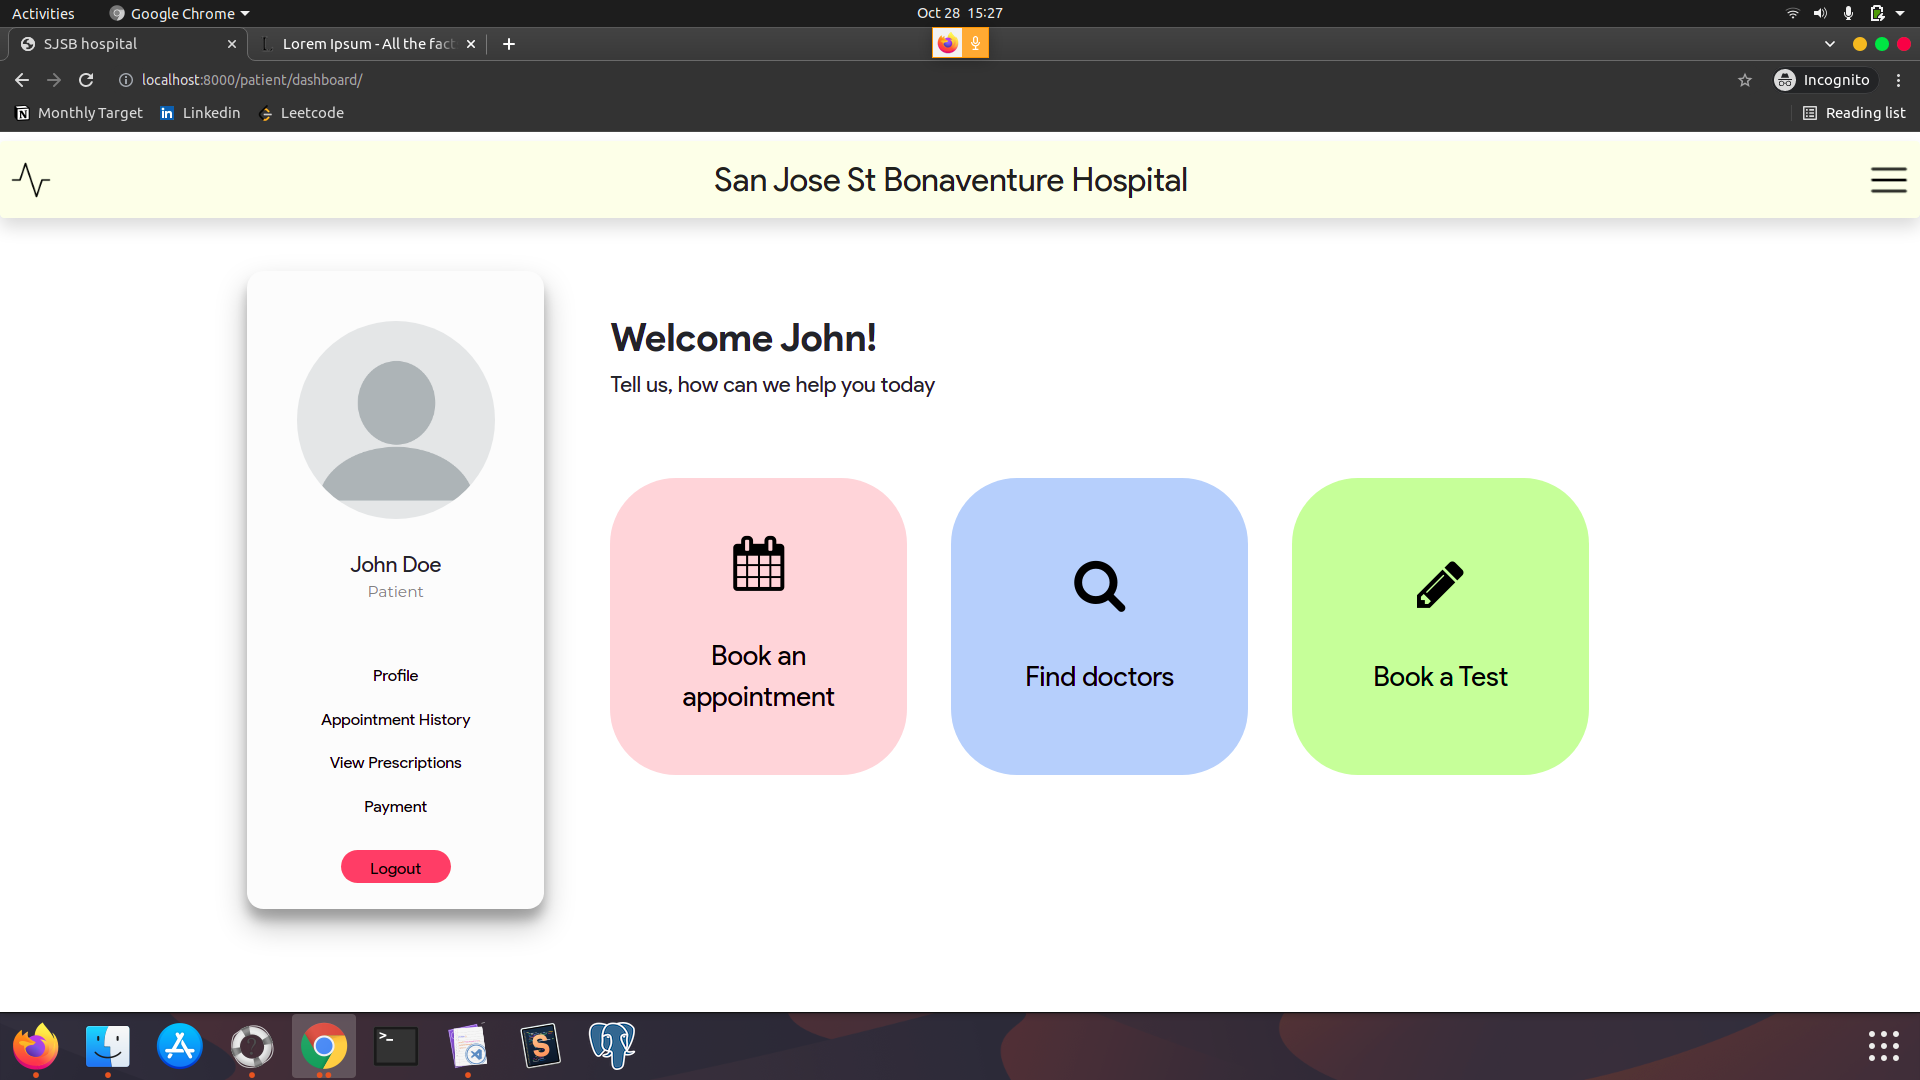 Activities
Google Chrome
Oct 28 15:27
SJSB hospital
Lorem Ipsum - All the fact
localhost:8000/patient/dashboard/
Incognito
Monthly Target
Linkedin
Leetcode
Reading list
San Jose St Bonaventure Hospital
John Doe
Patient
Profile
Appointment History
View Prescriptions
Payment
Logout
Welcome John!
Tell us, how can we help you today
Book an
appointment
Find doctors
Book a Test